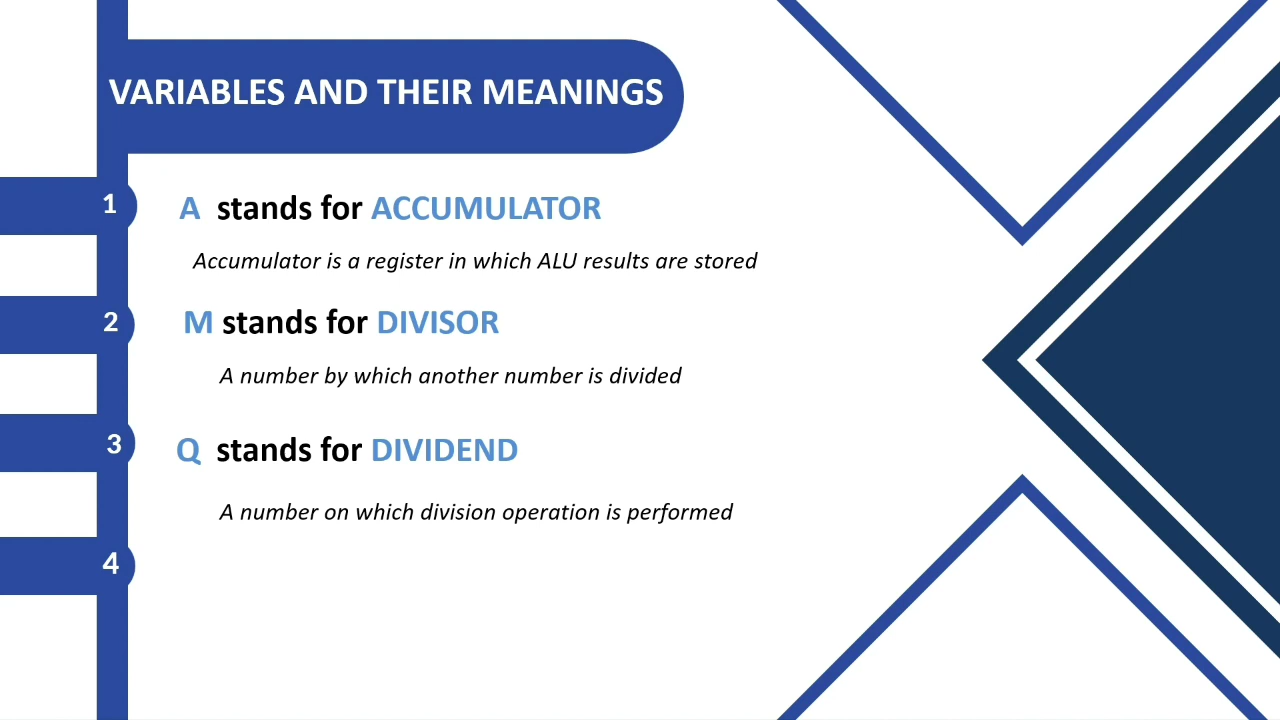 VARIABLES AND THEIR MEANINGS
1 A stands for ACCUMULATOR
Accumulator is a register in which ALU results are stored
2 M stands for DIVISOR
A number by which another number is divided
3 Q stands for DIVIDEND
A number on which division operation is performed
4